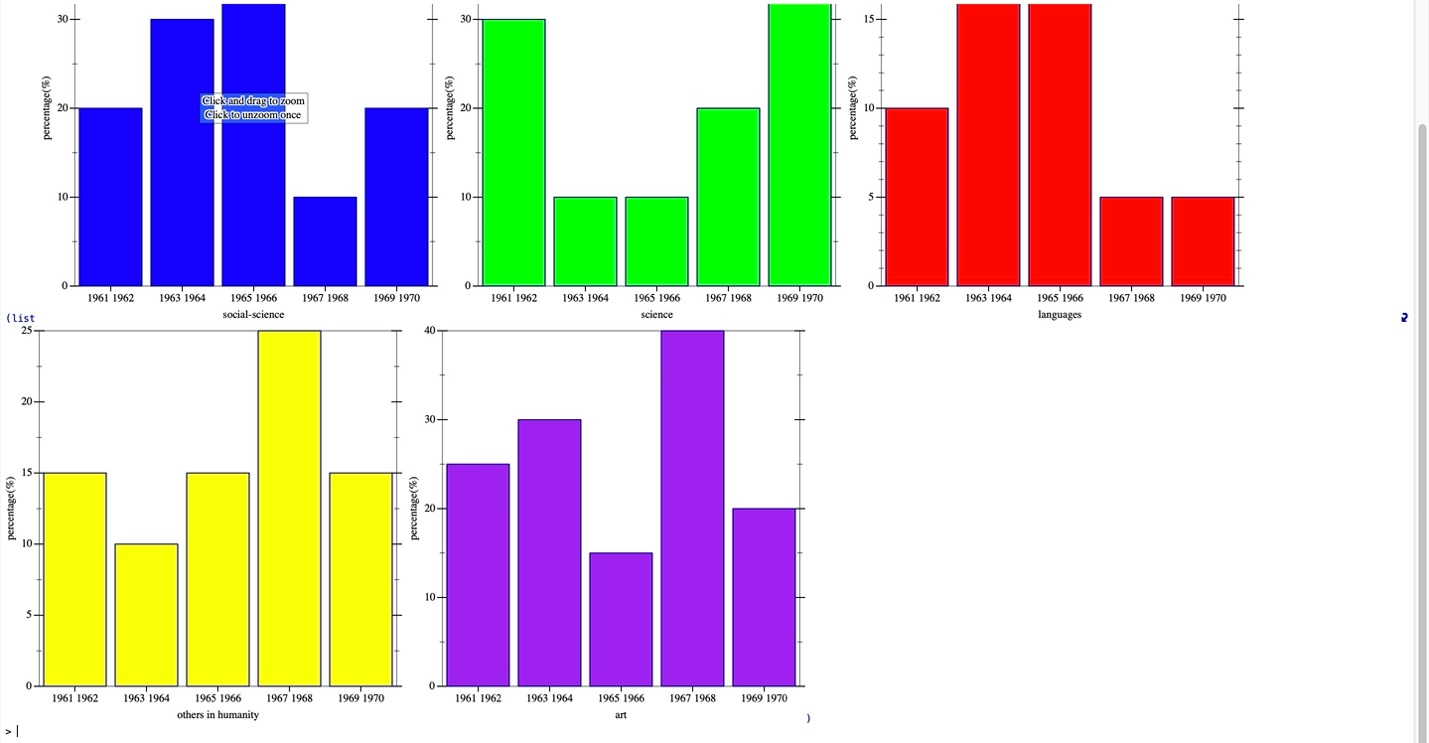 30
20
10
0
percentage(%)
1961 1962 1963 1964 1965 1966 1967 1968 1969 1970
social-science
Click and drag to zoom
Click to unzoom once
30
20
10
0
percentage(%)
1961 1962 1963 1964 1965 1966 1967 1968 1969 1970
science
15
10
5
0
percentage(%)
1961 1962 1963 1964 1965 1966 1967 1968 1969 1970
languages
(list
25
20
15
10
5
0
percentage(%)
1961 1962 1963 1964 1965 1966 1967 1968 1969 1970
others in humanity
40
30
20
10
0
percentage(%)
1961 1962 1963 1964 1965 1966 1967 1968 1969 1970
art
)
>